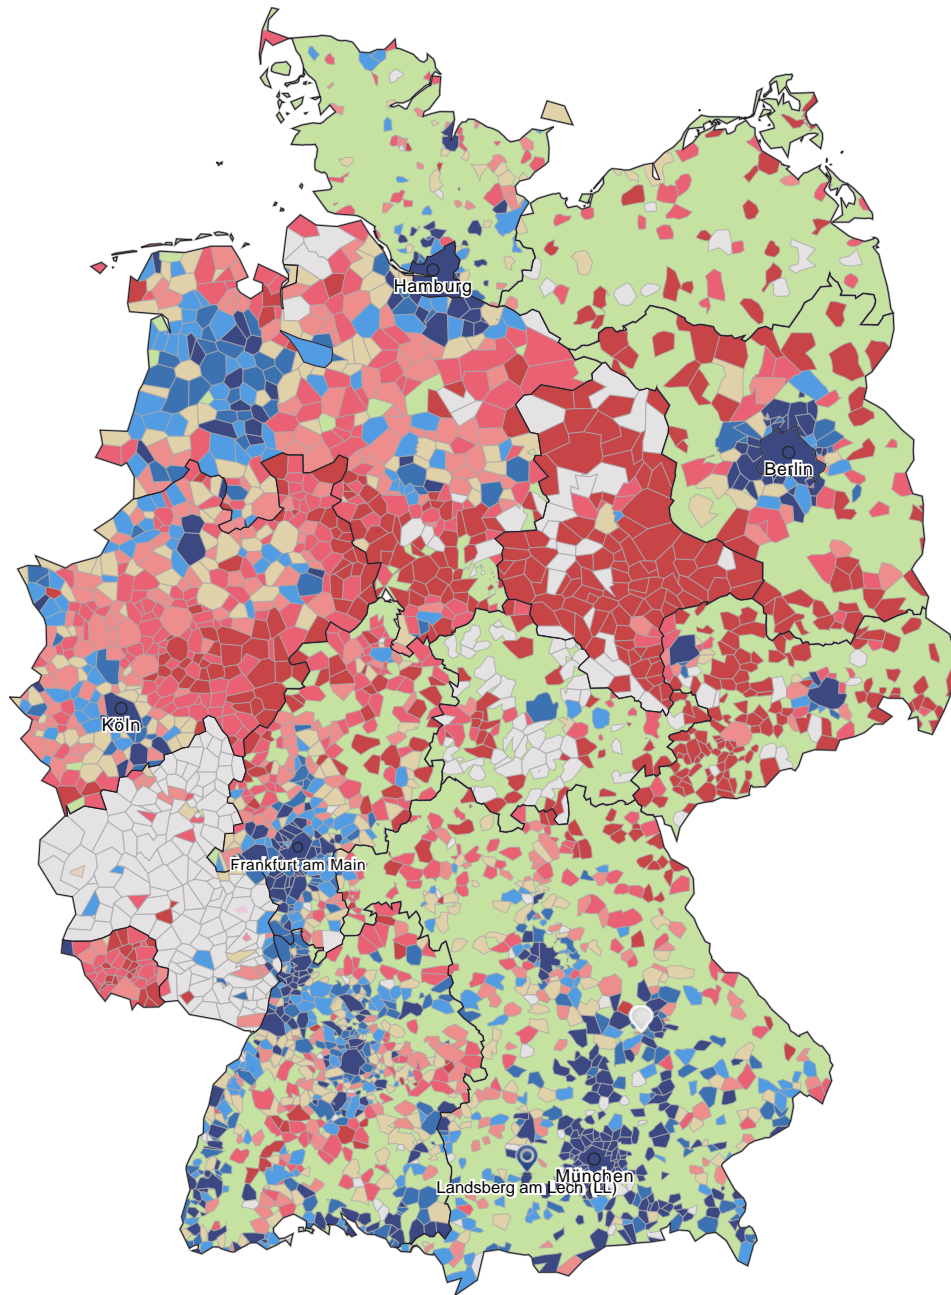 Hamburg
Berlin
Köln
Frankfurt am Main
München
Landsberg am Lech (LL)